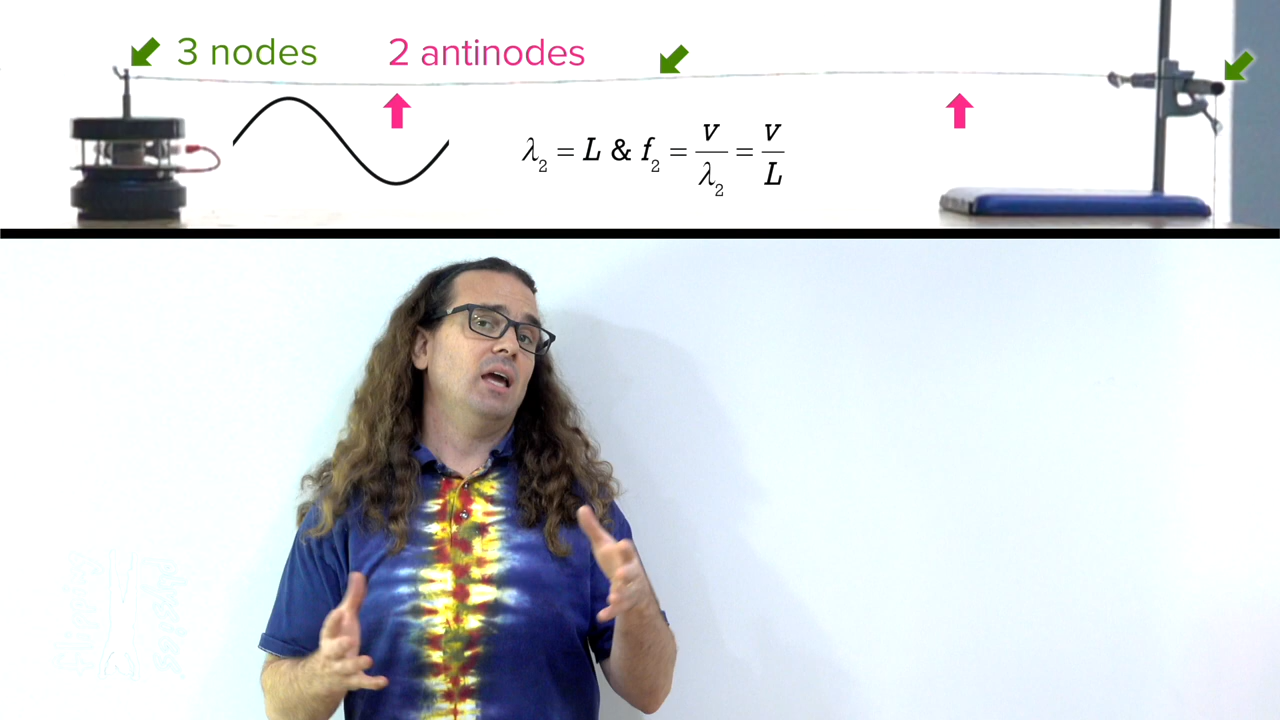 3 nodes 2 antinodes
λ₂ = L & f₂ = v/λ₂ = v/L